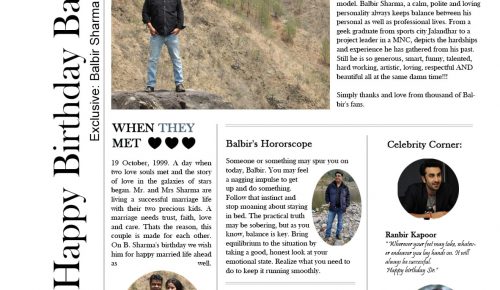 Happy Birthday Ba
Exclusive: Balbir Sharma
model. Balbir Sharma, a calm, polite and loving
personality always keeps balance between his
personal as well as professional lives. From a
geek graduate from sports city Jalandhar to a
project leader in a MNC, depicts the hardships
and experience he has gathered from his past.
Still he is so generous, smart, funny, talented,
hard working, artistic, loving, respectful AND
beautiful all at the same damn time!!!
Simply thanks and love from thousand of Bal-
bir's fans.
WHEN THEY
MET
19 October, 1999. A day when
two love souls met and the story
of love in the galaxies of stars
began. Mr. and Mrs Sharma are
living a successful marriage life
with their two precious kids. A
marriage needs trust, faith, love
and care. Thats the reason, this
couple is made for each other.
On B. Sharma's birthday we wish
him for happy married life ahead
as well.
Balbir's Hororscope
Someone or something may spur you on
today, Balbir. You may feel
a nagging impulse to get
up and do something.
Follow that instinct and
stop moaning about staying
in bed. The practical truth
may be sobering, but as you
know, balance is key. Bring
equilibrium to the situation by
taking a good, honest look at your
emotional state. Realize what you need to
do to keep it running smoothly.
Celebrity Corner:
Ranbir Kapoor
"Wherever your feet may take, whatev-
er endeavor you lay hands on. It will
always be successful.
Happy birthday Sir."